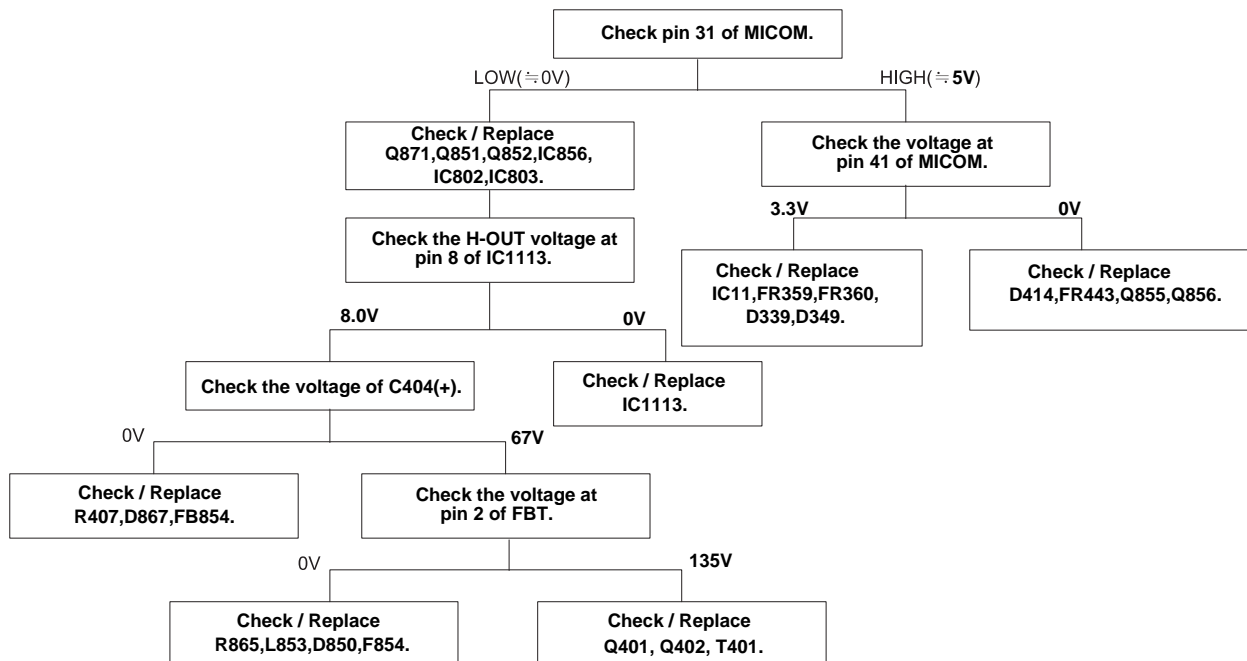 Check pin 31 of MICOM.
LOW(≒0V)
HIGH(≒5V)
Check / Replace
Q871,Q851,Q852,IC856,
IC802,IC803.
Check the voltage at
pin 41 of MICOM.
3.3V
0V
Check the H-OUT voltage at
pin 8 of IC1113.
Check / Replace
IC11,FR359,FR360,
D339,D349.
Check / Replace
D414,FR443,Q855,Q856.
8.0V
0V
Check the voltage of C404(+).
Check / Replace
IC1113.
0V
67V
Check / Replace
R407,D867,FB854.
Check the voltage at
pin 2 of FBT.
0V
135V
Check / Replace
R865,L853,D850,F854.
Check / Replace
Q401, Q402, T401.